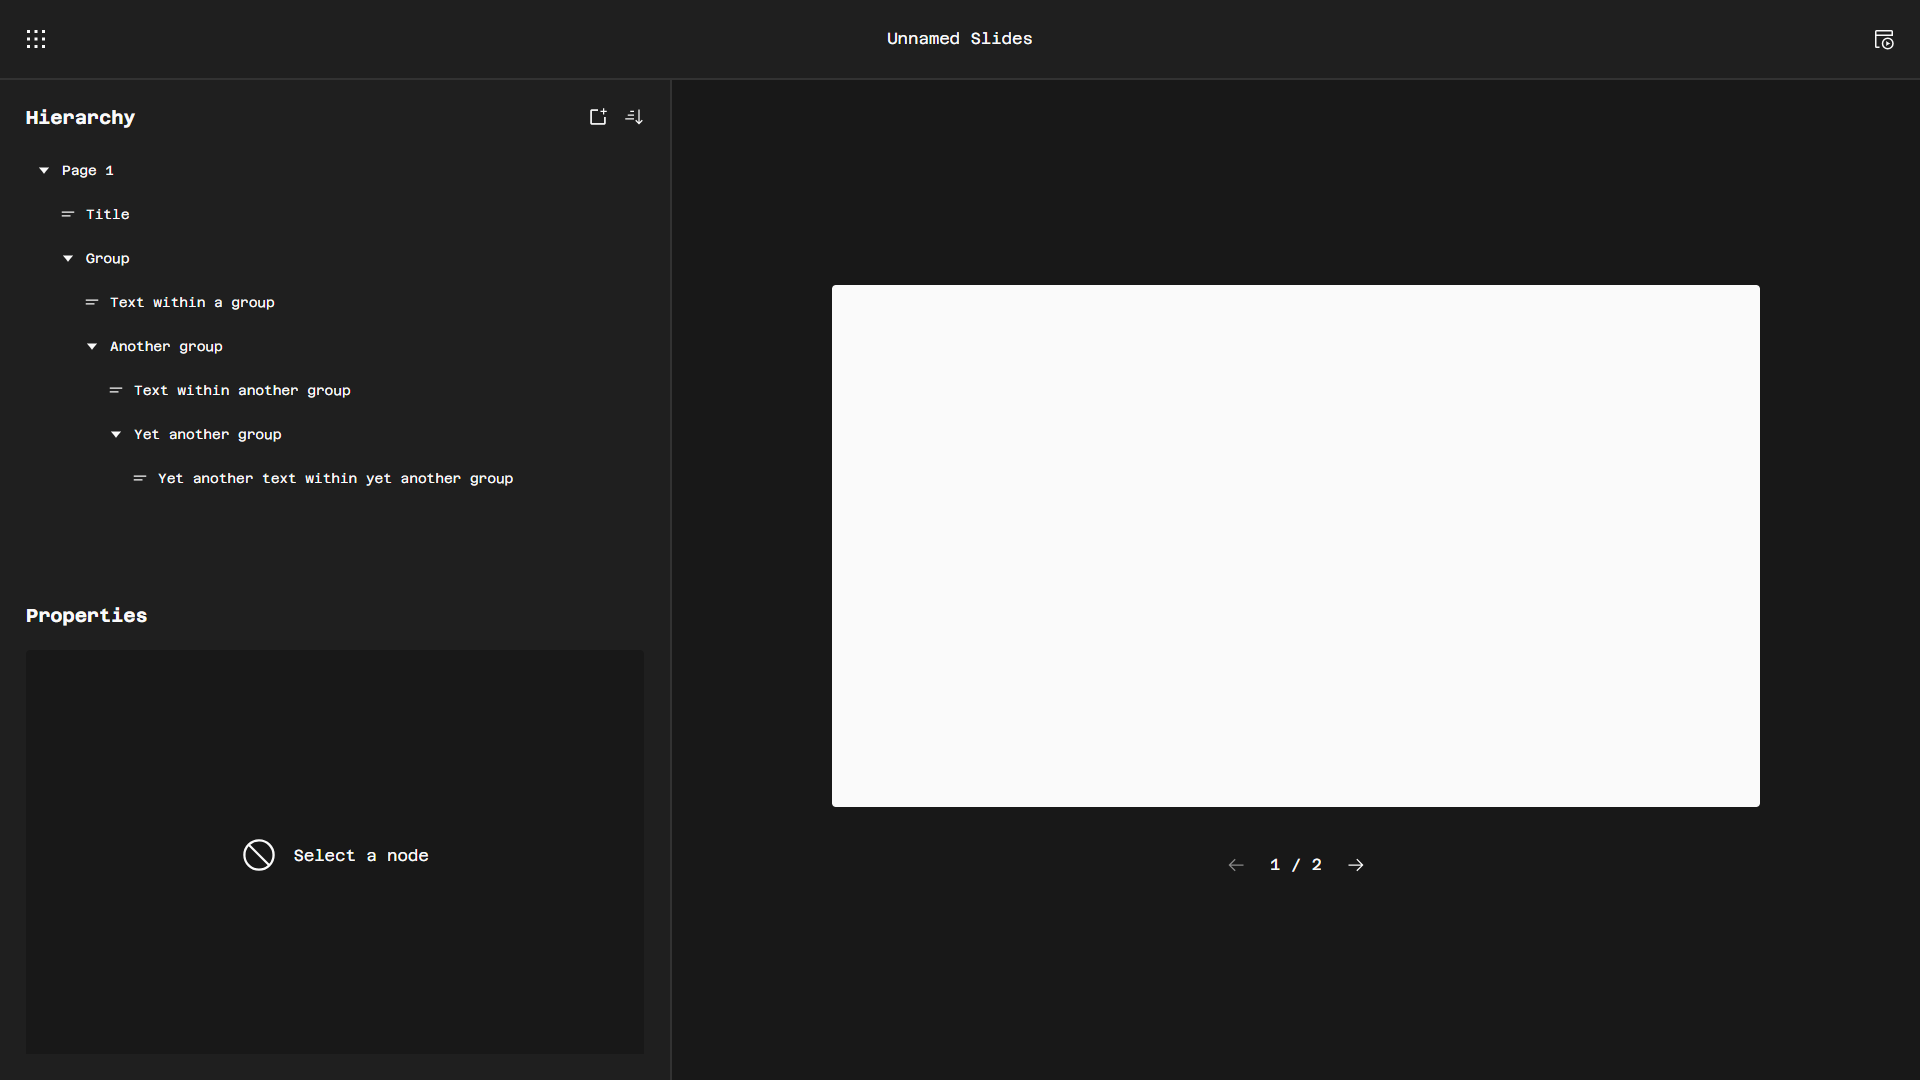 Unnamed Slides
Hierarchy
Page 1
Title
Group
Text within a group
Another group
Text within another group
Yet another group
Yet another text within yet another group
Properties
Select a node
1 / 2